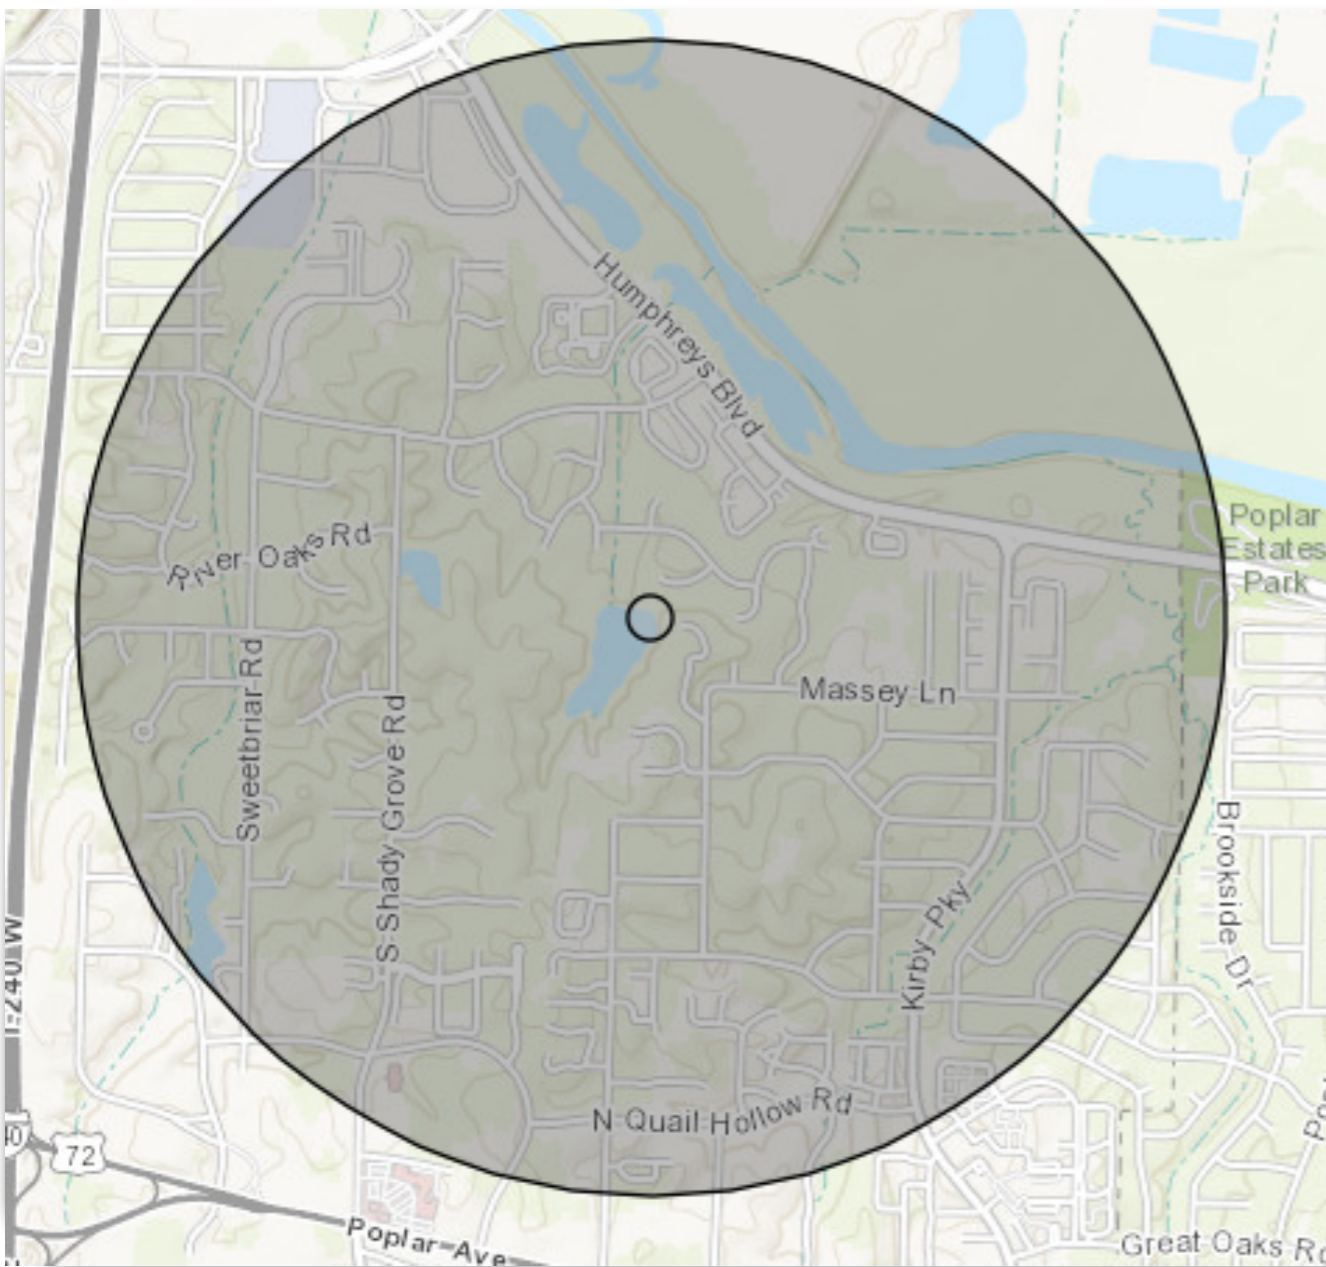 Humphreys Blvd
Poplar
Estates
Park
River Oaks Rd
Massey Ln
Sweetbriar Rd
S Shady Grove Rd
Brookside Dr
Kirby Pky
I-240 W
N Quail Hollow Rd
40
72
Poplar Ave
Great Oaks Rd